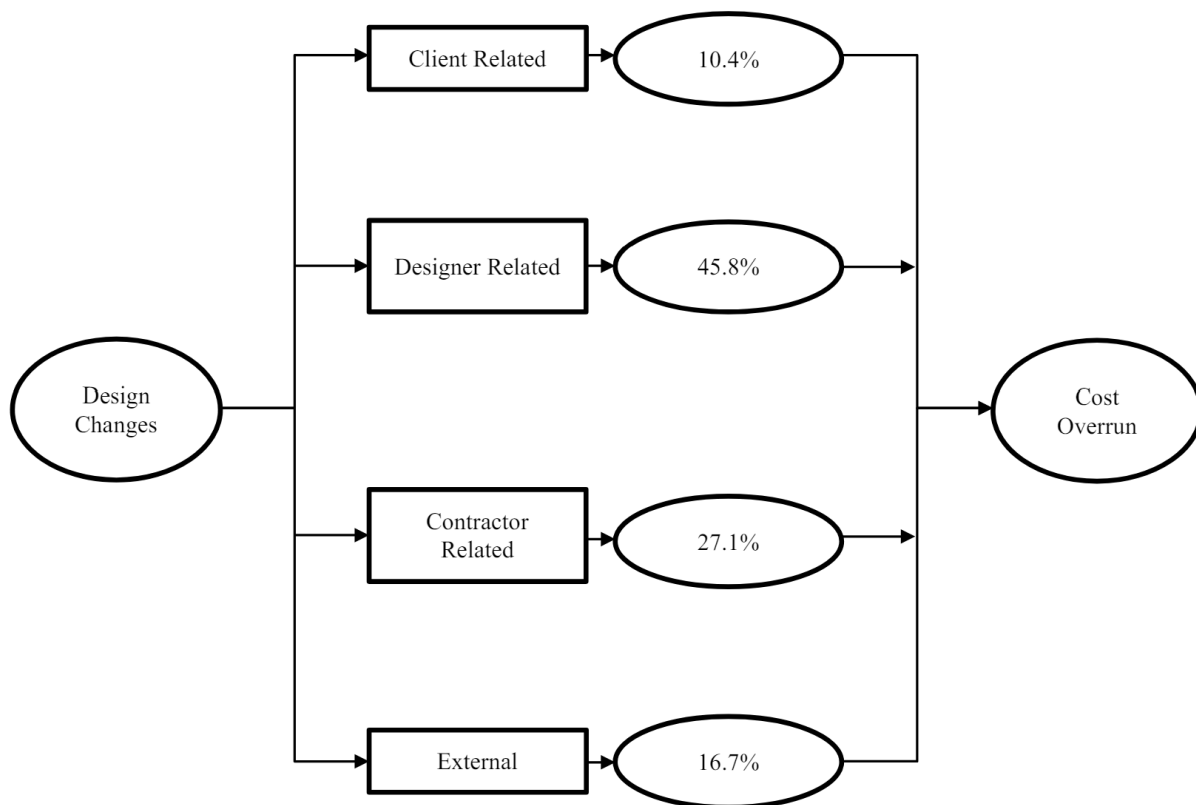 Client Related
10.4%
Designer Related
45.8%
Design
Changes
Cost
Overrun
Contractor
Related
27.1%
External
16.7%